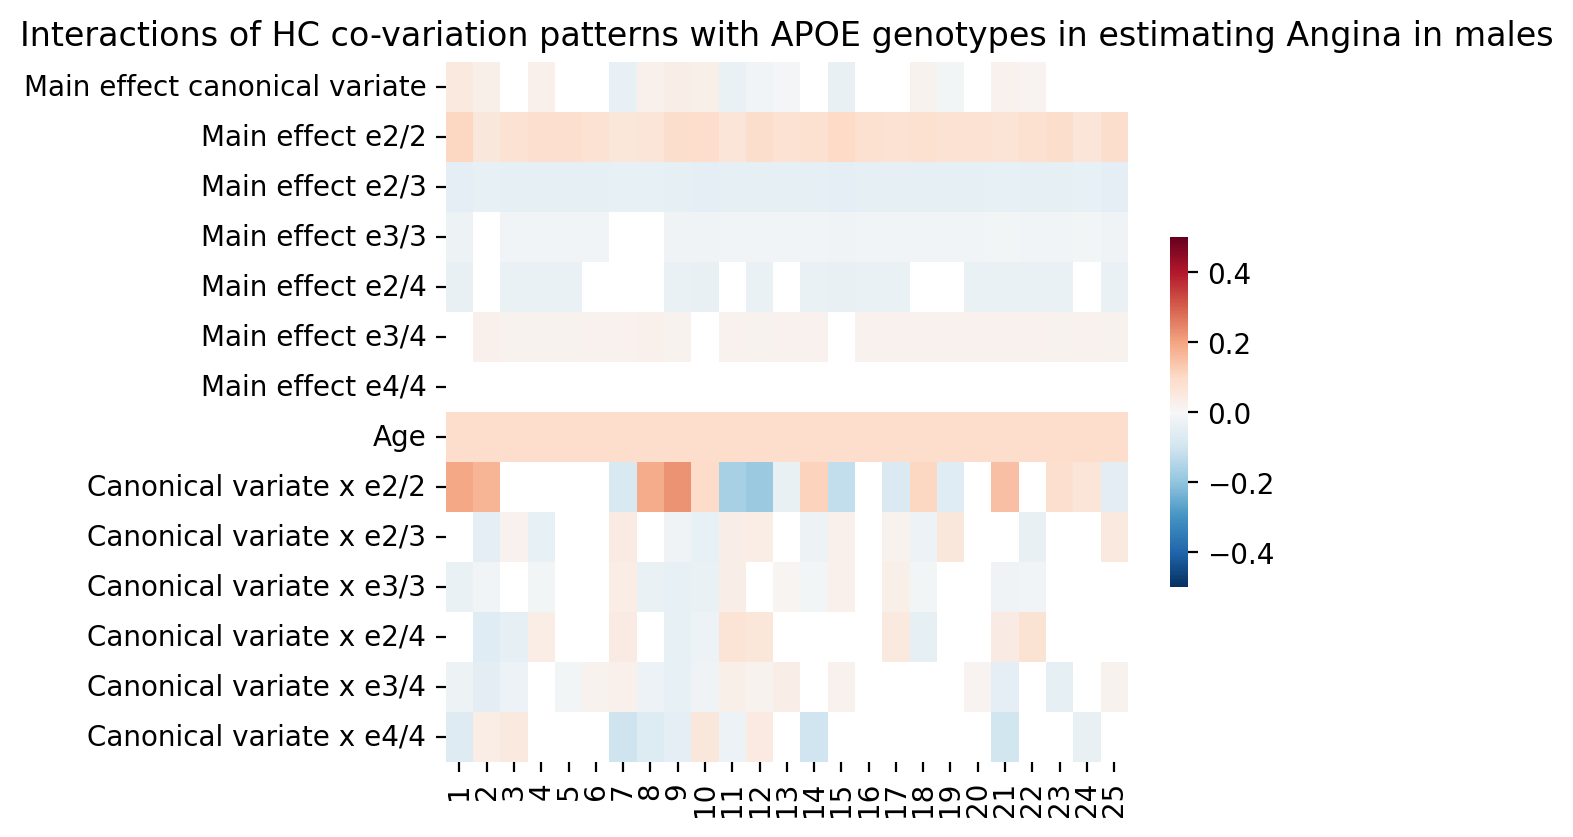 Interactions of HC co-variation patterns with APOE genotypes in estimating Angina in males
Main effect canonical variate
Main effect e2/2
Main effect e2/3
Main effect e3/3
Main effect e2/4
Main effect e3/4
Main effect e4/4
Age
Canonical variate x e2/2
Canonical variate x e2/3
Canonical variate x e3/3
Canonical variate x e2/4
Canonical variate x e3/4
Canonical variate x e4/4
1 2 3 4 5 6 7 8 9 10 11 12 13 14 15 16 17 18 19 20 21 22 23 24 25
0.4
0.2
0.0
−0.2
−0.4